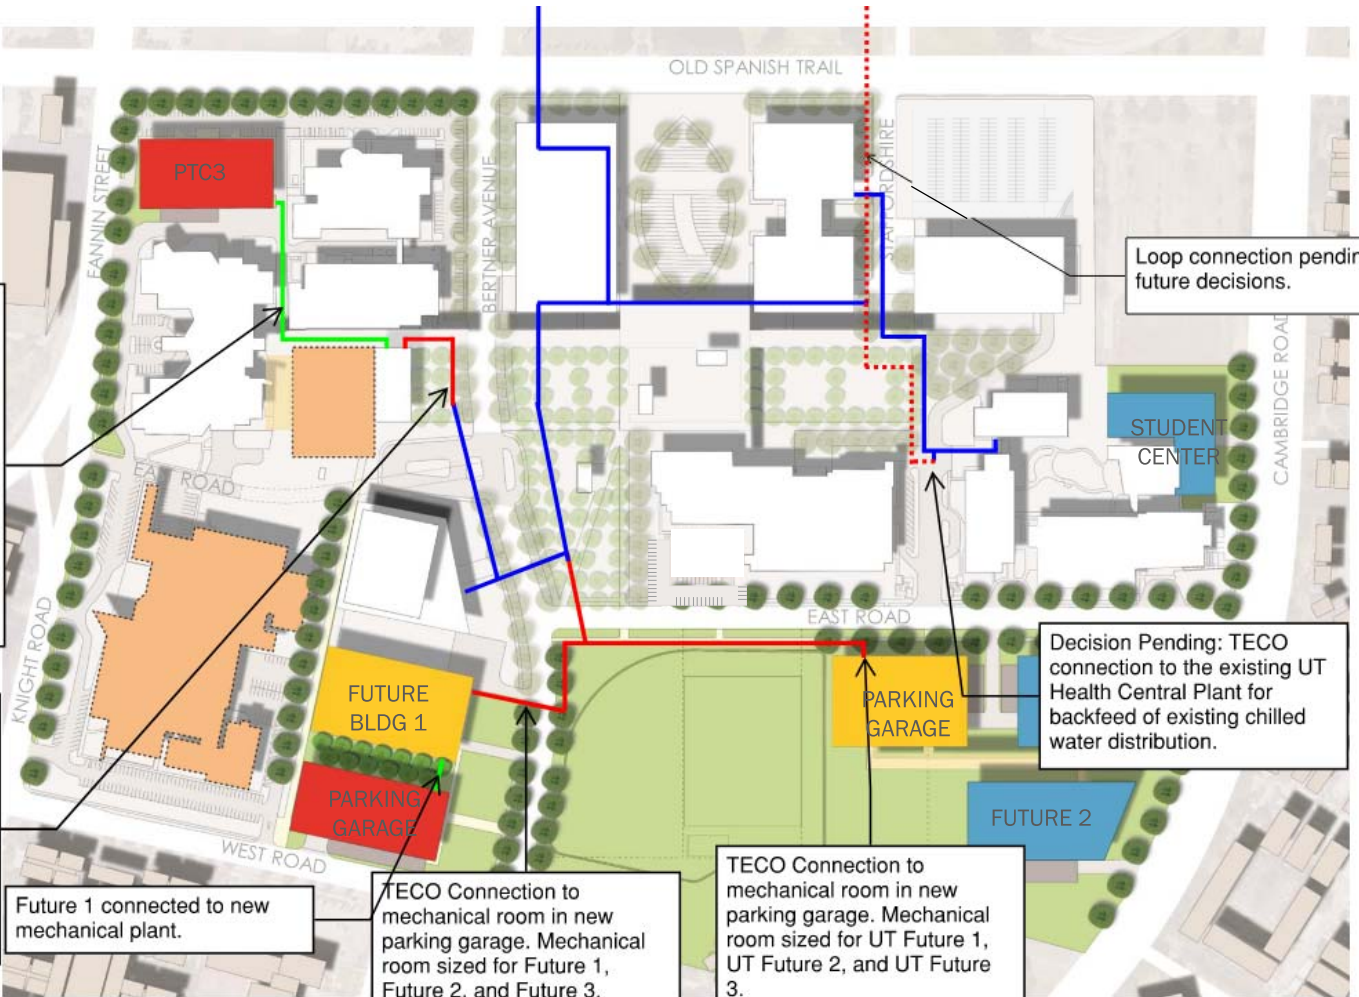 OLD SPANISH TRAIL
PTC3
FANNIN STREET
BERTNER AVENUE
STAFFORDSHIRE
Loop connection pendin
future decisions.
CAMBRIDGE ROAD
STUDENT
CENTER
EAST ROAD
EAST ROAD
KNIGHT ROAD
Decision Pending: TECO
connection to the existing UT
Health Central Plant for
backfeed of existing chilled
water distribution.
FUTURE
BLDG 1
PARKING
GARAGE
PARKING
GARAGE
FUTURE 2
WEST ROAD
Future 1 connected to new
mechanical plant.
TECO Connection to
mechanical room in new
parking garage. Mechanical
room sized for Future 1,
Future 2, and Future 3.
TECO Connection to
mechanical room in new
parking garage. Mechanical
room sized for UT Future 1,
UT Future 2, and UT Future
3.